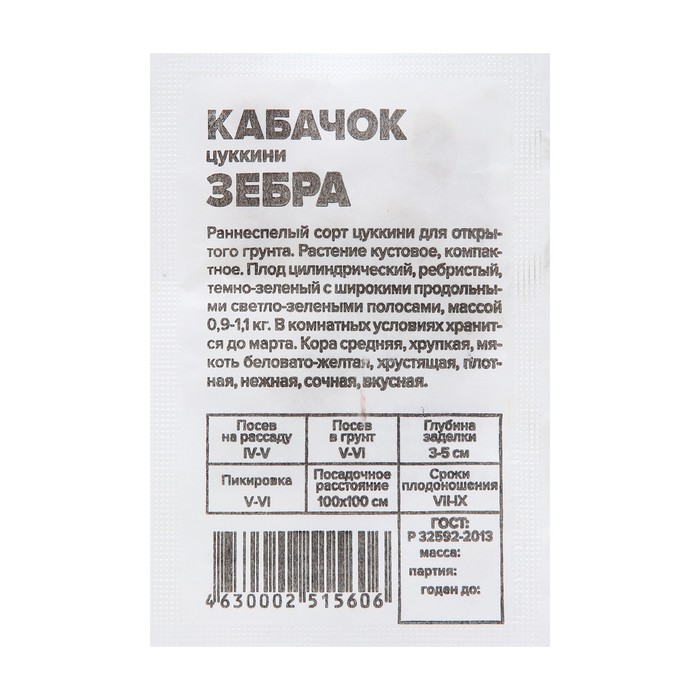 КАБАЧОК
цуккини
ЗЕБРА
Раннеспелый сорт цуккини для откры-
того грунта. Растение кустовое, компак-
тное. Плод цилиндрический, ребристый,
темно-зеленый с широкими продольны-
ми светло-зелеными полосами, массой
0,9-1,1 кг. В комнатных условиях хранит-
ся до марта. Кора средняя, хрупкая, мя-
коть беловато-желтая, хрустящая, плот-
ная, нежная, сочная, вкусная.
Посев
на рассаду
IV-V
Посев
в грунт
V-VI
Глубина
заделки
3-5 см
Пикировка
V-VI
Посадочное
расстояние
100х100 см
Сроки
плодоношения
VII-IX
ГОСТ:
Р 32592-2013
масса:
партия:
годен до:
4630002 515606